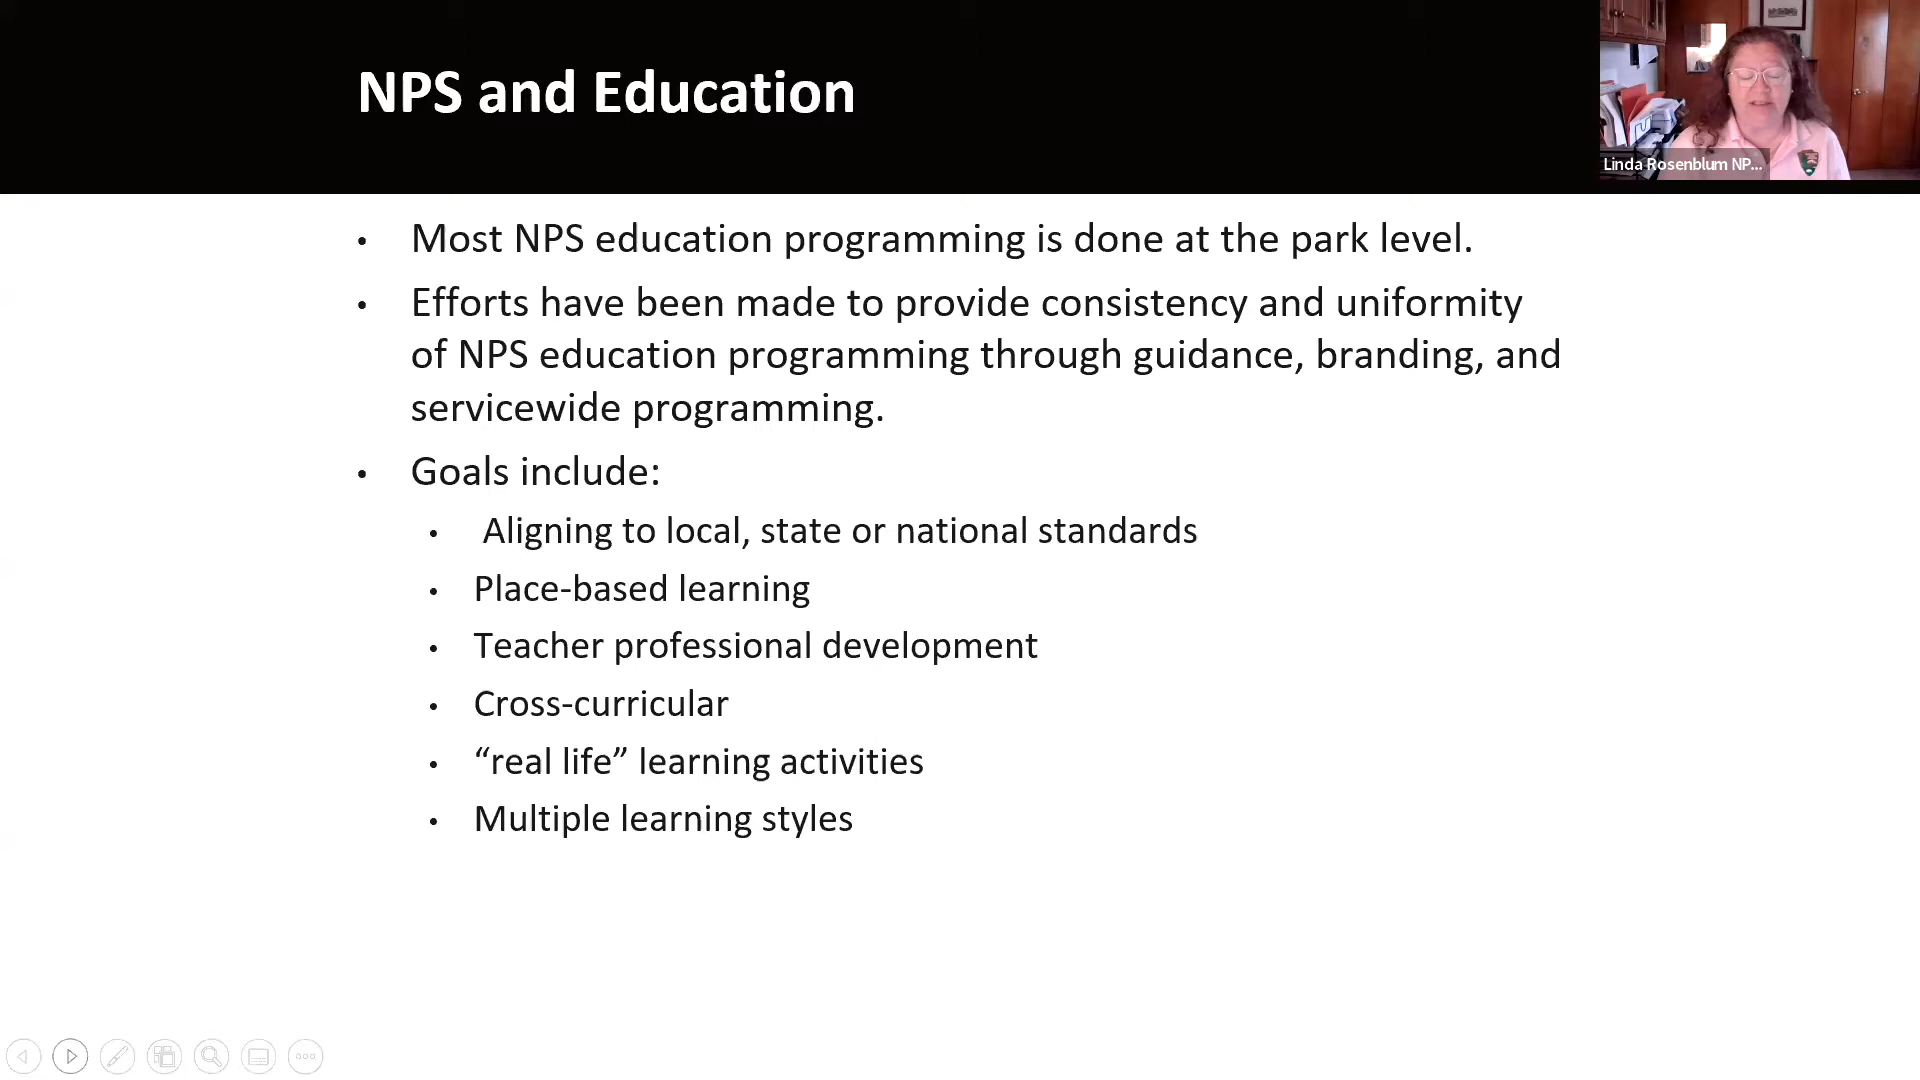 NPS and Education
Linda Rosenblum NP...
• Most NPS education programming is done at the park level.
• Efforts have been made to provide consistency and uniformity
of NPS education programming through guidance, branding, and
servicewide programming.
• Goals include:
• Aligning to local, state or national standards
• Place-based learning
• Teacher professional development
• Cross-curricular
• “real life” learning activities
• Multiple learning styles